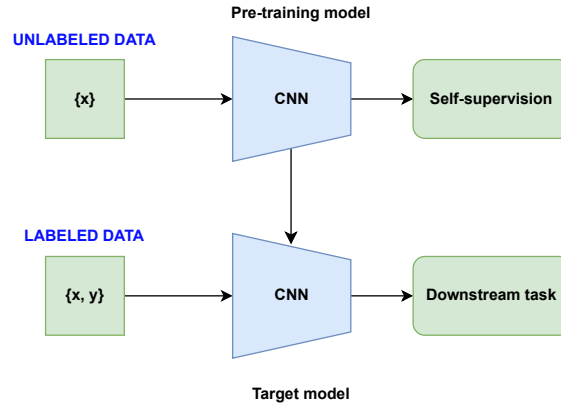 Pre-training model
UNLABELED DATA
{x}
CNN
Self-supervision
LABELED DATA
{x, y}
CNN
Downstream task
Target model